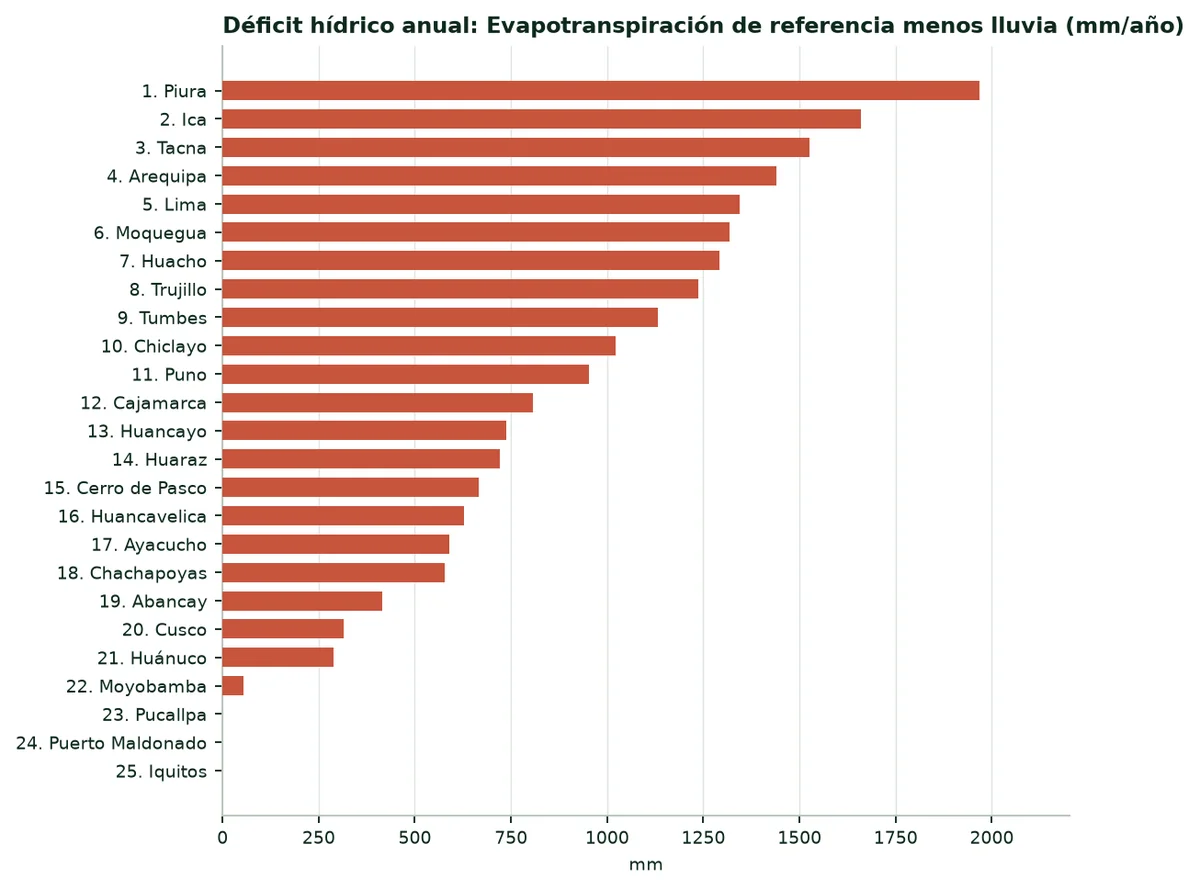 Déficit hídrico anual: Evapotranspiración de referencia menos lluvia (mm/año)
1. Piura
2. Ica
3. Tacna
4. Arequipa
5. Lima
6. Moquegua
7. Huacho
8. Trujillo
9. Tumbes
10. Chiclayo
11. Puno
12. Cajamarca
13. Huancayo
14. Huaraz
15. Cerro de Pasco
16. Huancavelica
17. Ayacucho
18. Chachapoyas
19. Abancay
20. Cusco
21. Huánuco
22. Moyobamba
23. Pucallpa
24. Puerto Maldonado
25. Iquitos
0 250 500 750 1000 1250 1500 1750 2000
mm